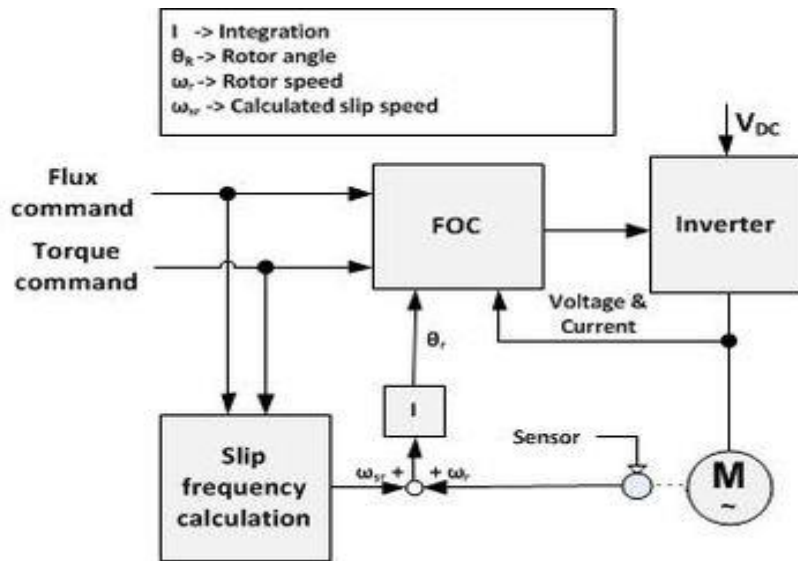 I -> Integration
θR -> Rotor angle
ωr -> Rotor speed
ωsr -> Calculated slip speed
VDC
Flux
command
FOC
Inverter
Torque
command
Voltage &
Current
θr
I
Sensor
Slip
frequency
calculation
ωsr +
+ ωr
M
~